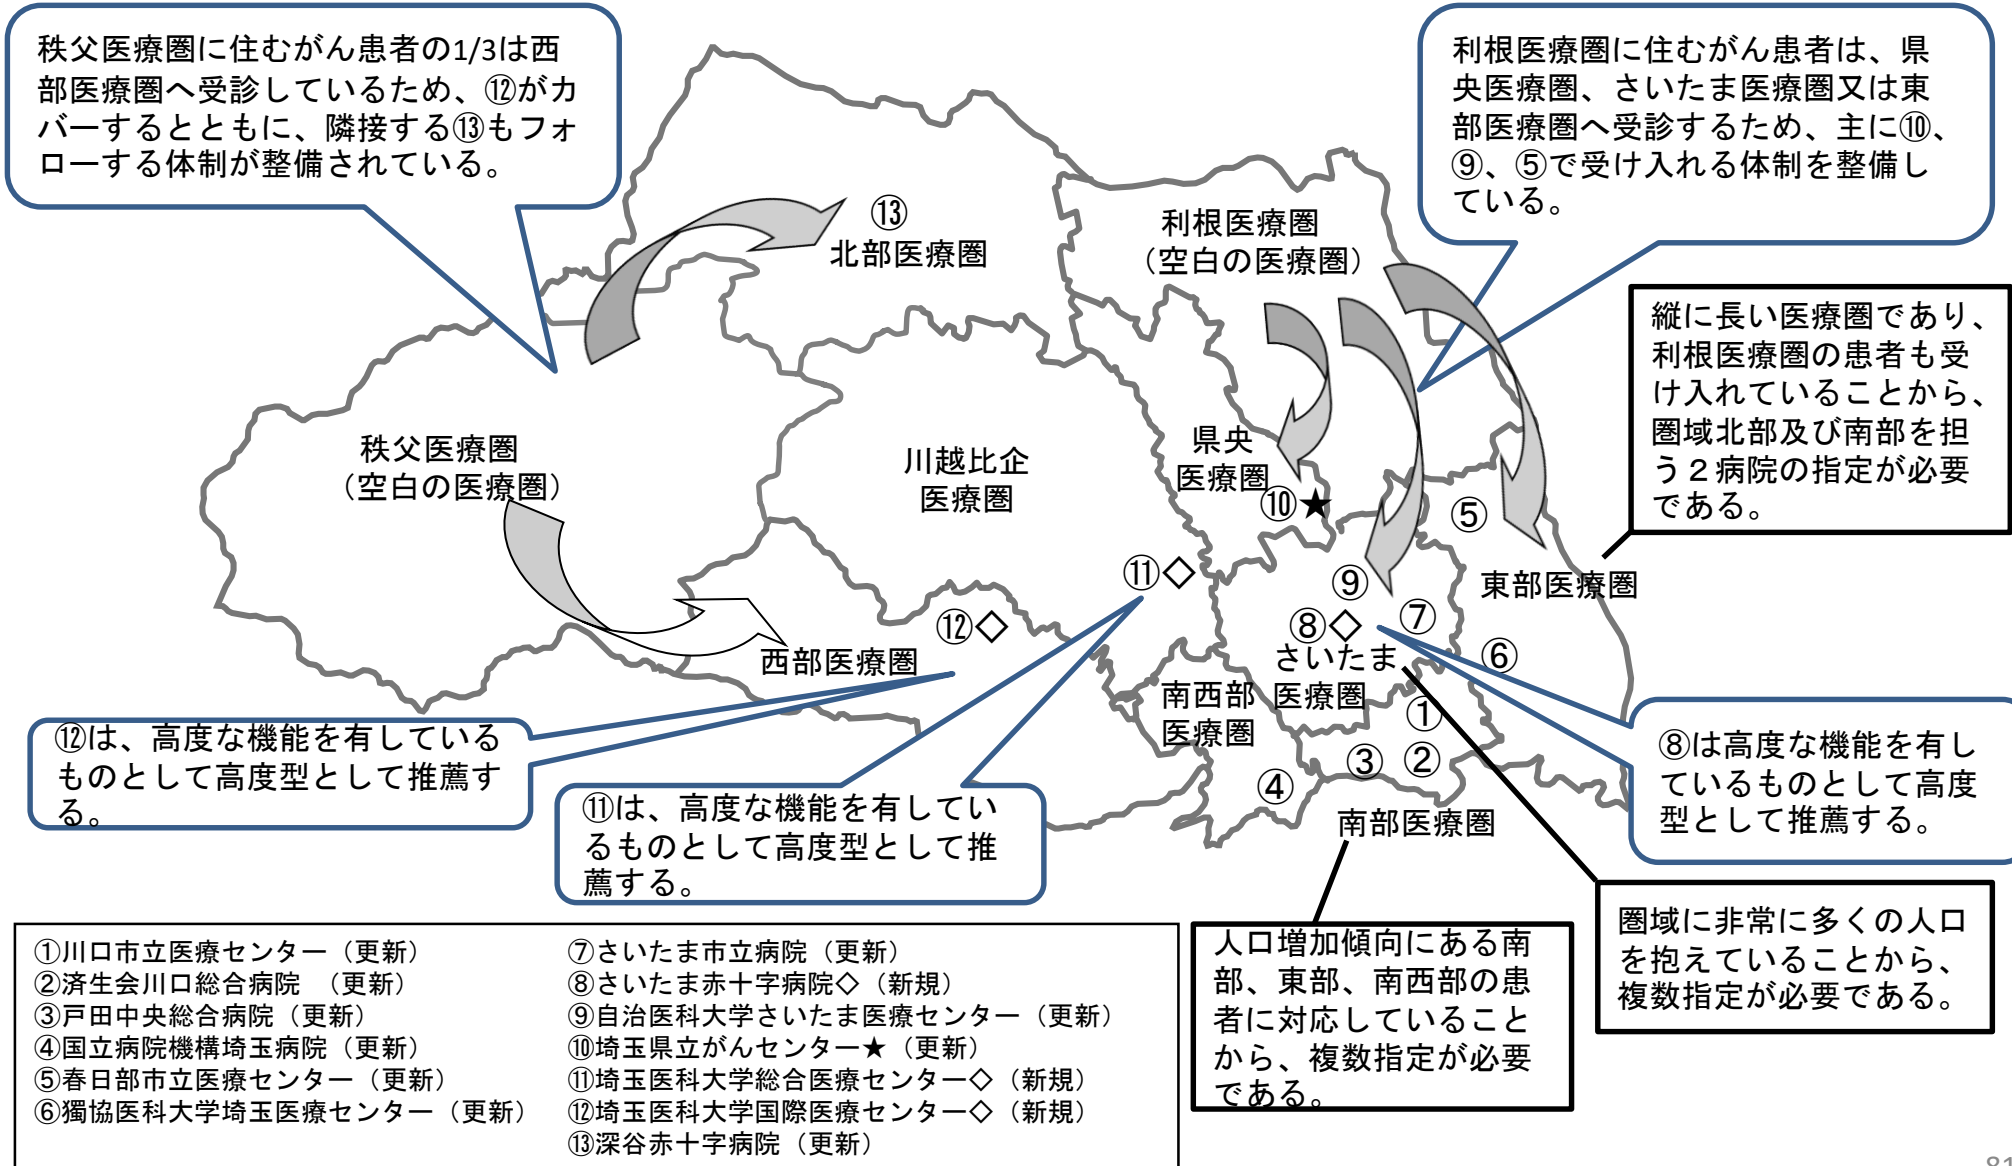 秩父医療圏に住むがん患者の1/3は西
部医療圏へ受診しているため、⑫がカ
バーするとともに、隣接する⑬もフォ
ローする体制が整備されている。
利根医療圏に住むがん患者は、県
央医療圏、さいたま医療圏又は東
部医療圏へ受診するため、主に⑩、
⑨、⑤で受け入れる体制を整備し
ている。
⑬
北部医療圏
利根医療圏
（空白の医療圏）
縦に長い医療圏であり、
利根医療圏の患者も受
け入れていることから、
圏域北部及び南部を担
う２病院の指定が必要
である。
秩父医療圏
（空白の医療圏）
川越比企
医療圏
県央
医療圏
⑩★
⑤
東部医療圏
⑪◇
⑨
⑫◇
⑧◇
⑦
⑥
西部医療圏
さいたま
医療圏
南西部
医療圏
①
②
③
④
南部医療圏
⑫は、高度な機能を有している
ものとして高度型として推薦す
る。
⑪は、高度な機能を有してい
るものとして高度型として推
薦する。
⑧は高度な機能を有し
ているものとして高度
型として推薦する。
人口増加傾向にある南
部、東部、南西部の患
者に対応していること
から、複数指定が必要
である。
圏域に非常に多くの人口
を抱えていることから、
複数指定が必要である。
①川口市立医療センター（更新）
②済生会川口総合病院　（更新）
③戸田中央総合病院（更新）
④国立病院機構埼玉病院（更新）
⑤春日部市立医療センター（更新）
⑥獨協医科大学埼玉医療センター（更新）
⑦さいたま市立病院（更新）
⑧さいたま赤十字病院◇（新規）
⑨自治医科大学さいたま医療センター（更新）
⑩埼玉県立がんセンター★（更新）
⑪埼玉医科大学総合医療センター◇（新規）
⑫埼玉医科大学国際医療センター◇（新規）
⑬深谷赤十字病院（更新）
81